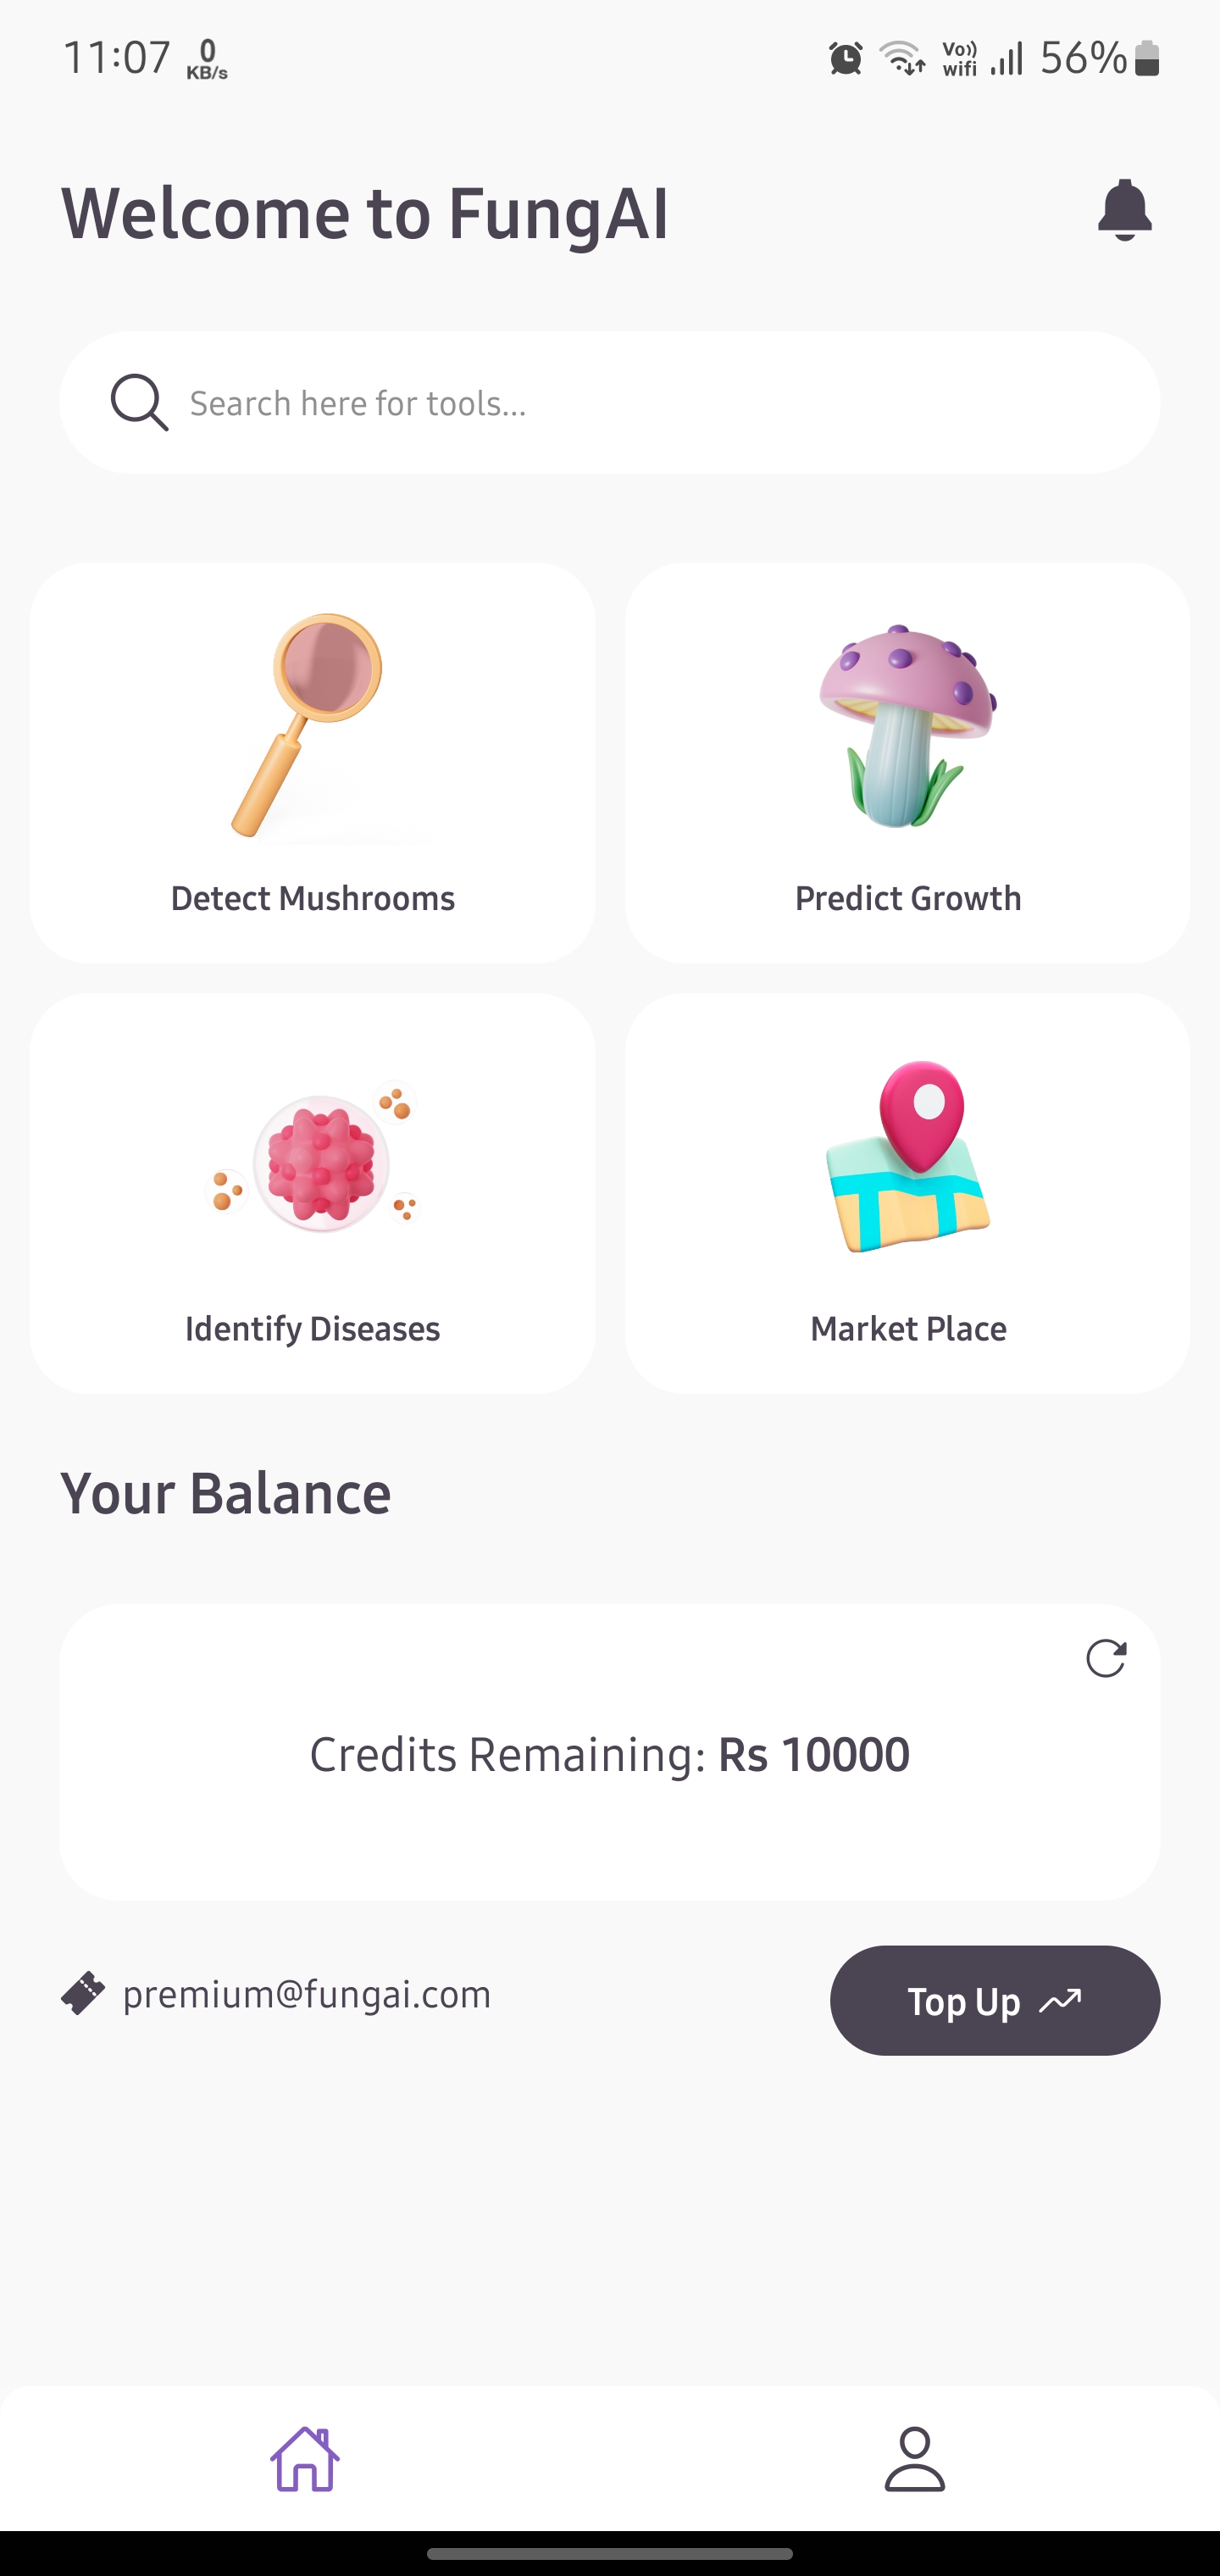 11:07 0 KB/s Vo)) wifi 56%
Welcome to FungAI
Search here for tools...
Detect Mushrooms Predict Growth
Identify Diseases Market Place
Your Balance
Credits Remaining: Rs 10000
premium@fungai.com Top Up